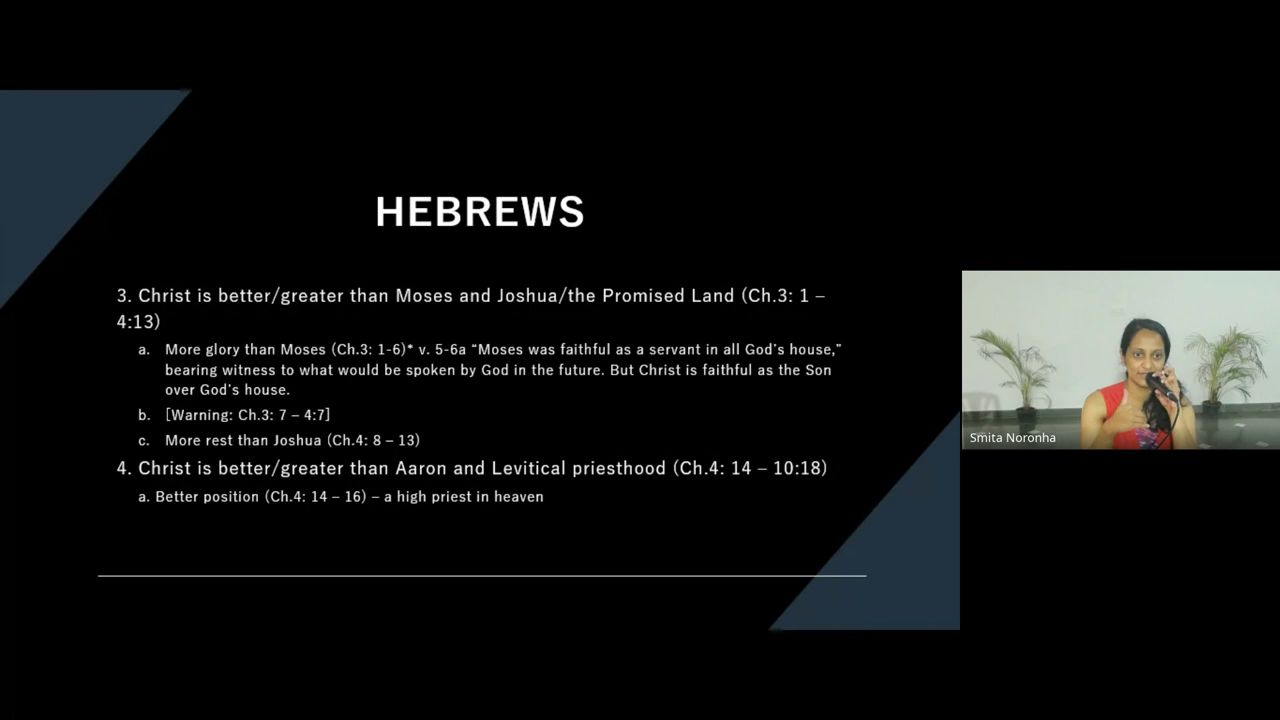 HEBREWS
3. Christ is better/greater than Moses and Joshua/the Promised Land (Ch.3: 1 –
4:13)
a. More glory than Moses (Ch.3: 1-6)* v. 5-6a “Moses was faithful as a servant in all God’s house,”
bearing witness to what would be spoken by God in the future. But Christ is faithful as the Son
over God’s house.
b. [Warning: Ch.3: 7 – 4:7]
c. More rest than Joshua (Ch.4: 8 – 13)
4. Christ is better/greater than Aaron and Levitical priesthood (Ch.4: 14 – 10:18)
a. Better position (Ch.4: 14 – 16) – a high priest in heaven
Smita Noronha